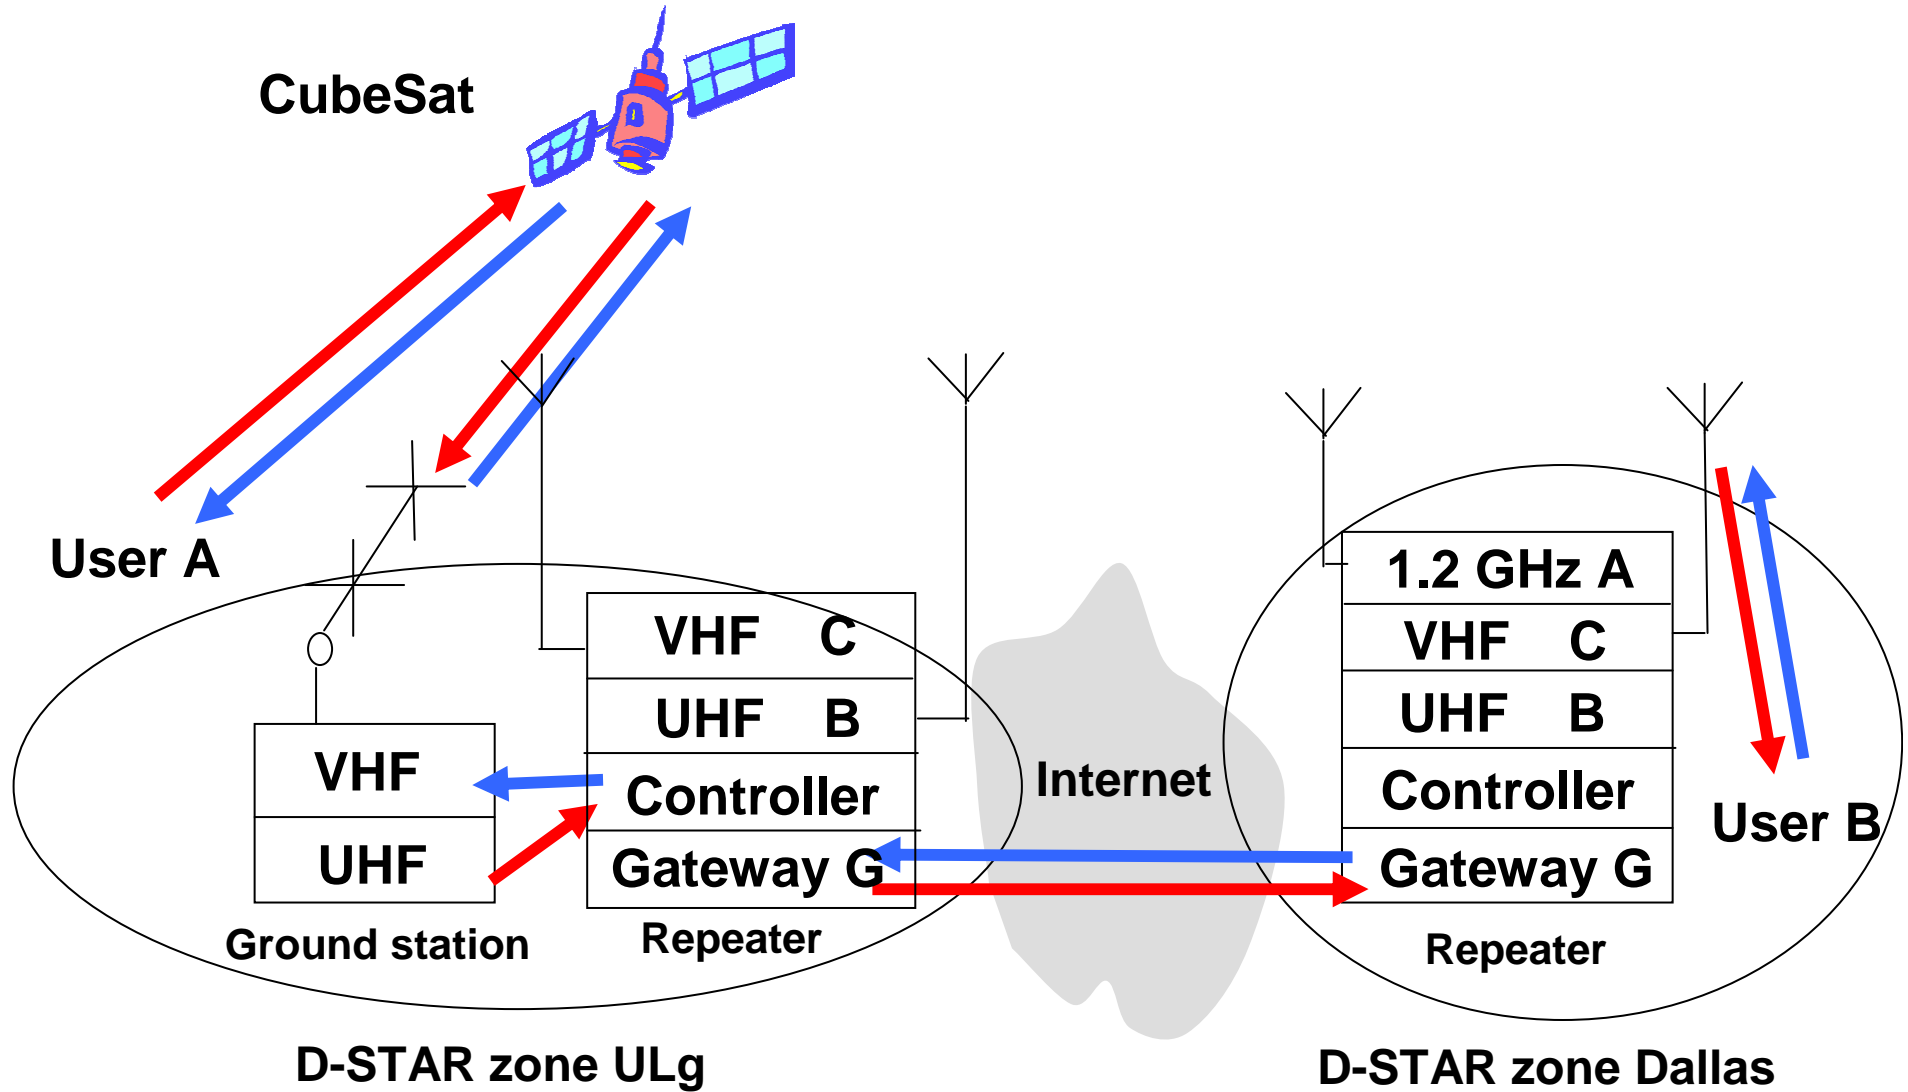 CubeSat
User A
VHF C
UHF B
Controller
Gateway G
Repeater
VHF
UHF
Ground station
D-STAR zone ULg
Internet
1.2 GHz A
VHF C
UHF B
Controller
Gateway G
Repeater
User B
D-STAR zone Dallas